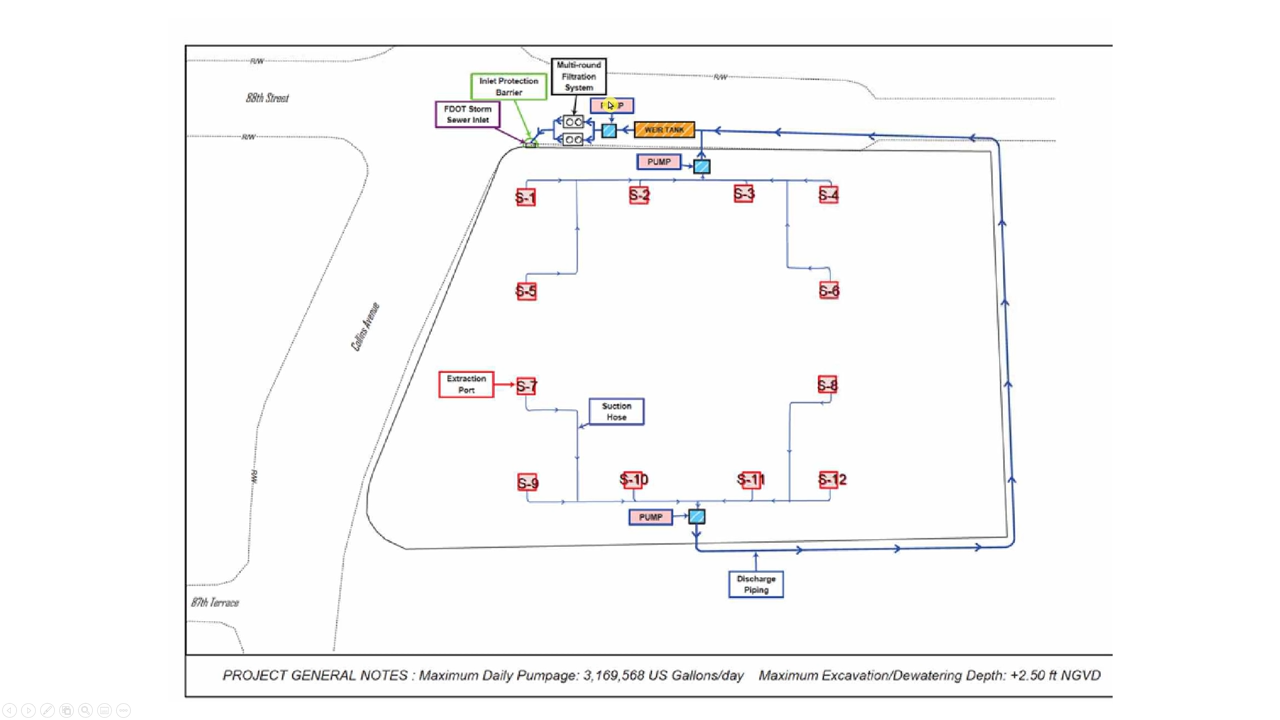 Multi-round
Filtration
System
R/W
R/W
Inlet Protection
Barrier
88th Street
FDOT Storm
Sewer Inlet
WEIR TANK
R/W
PUMP
S-1
S-2
S-3
S-4
S-5
S-6
Collins Avenue
Extraction
Port
S-7
S-8
Suction
Hose
R/W
S-9
S-10
S-11
S-12
PUMP
Discharge
Piping
87th Terrace
PROJECT GENERAL NOTES : Maximum Daily Pumpage: 3,169,568 US Gallons/day Maximum Excavation/Dewatering Depth: +2.50 ft NGVD